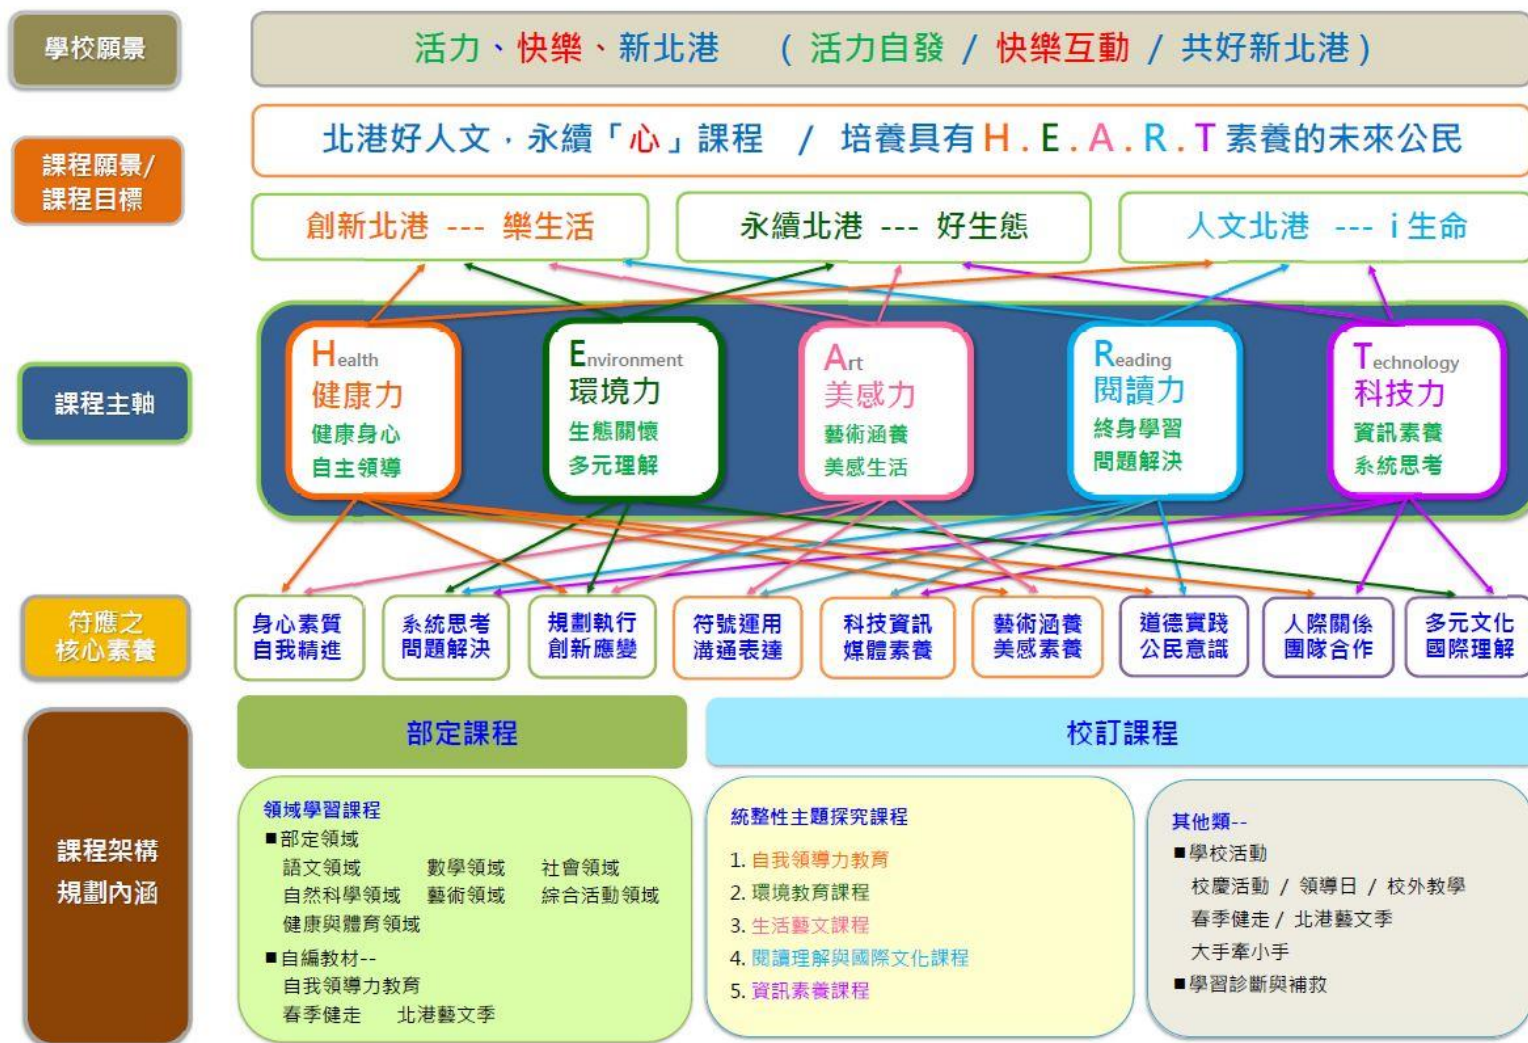 學校願景
活力、快樂、新北港 ( 活力自發 / 快樂互動 / 共好新北港 )
課程願景/
課程目標
北港好人文，永續「心」課程 / 培養具有 H . E . A . R . T 素養的未來公民
創新北港 --- 樂生活
永續北港 --- 好生態
人文北港 --- i 生命
課程主軸
Health
健康力
健康身心
自主領導
Environment
環境力
生態關懷
多元理解
Art
美感力
藝術涵養
美感生活
Reading
閱讀力
終身學習
問題解決
Technology
科技力
資訊素養
系統思考
符應之
核心素養
身心素質
自我精進
系統思考
問題解決
規劃執行
創新應變
符號運用
溝通表達
科技資訊
媒體素養
藝術涵養
美感素養
道德實踐
公民意識
人際關係
團隊合作
多元文化
國際理解
課程架構
規劃內涵
部定課程
領域學習課程
■部定領域
語文領域 數學領域 社會領域
自然科學領域 藝術領域 綜合活動領域
健康與體育領域
■自編教材--
自我領導力教育
春季健走 北港藝文季
校訂課程
統整性主題探究課程
1. 自我領導力教育
2. 環境教育課程
3. 生活藝文課程
4. 閱讀理解與國際文化課程
5. 資訊素養課程
其他類--
■學校活動
校慶活動 / 領導日 / 校外教學
春季健走 / 北港藝文季
大手牽小手
■學習診斷與補救